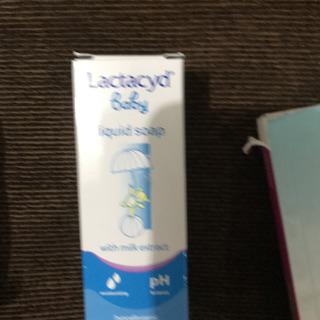 Lactacyd
baby
liquid soap
with milk extract
pH